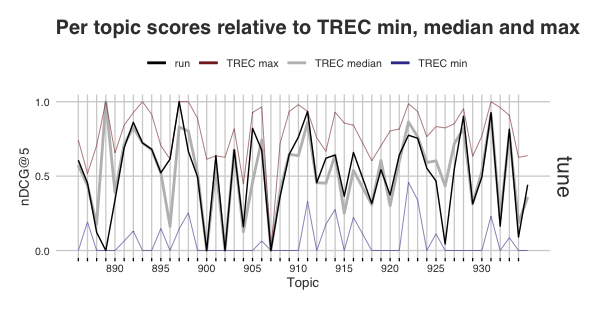 Per topic scores relative to TREC min, median and max
run TREC max TREC median TREC min
1.0
0.5
0.0
nDCG@5
tune
890 895 900 905 910 915 920 925 930
Topic